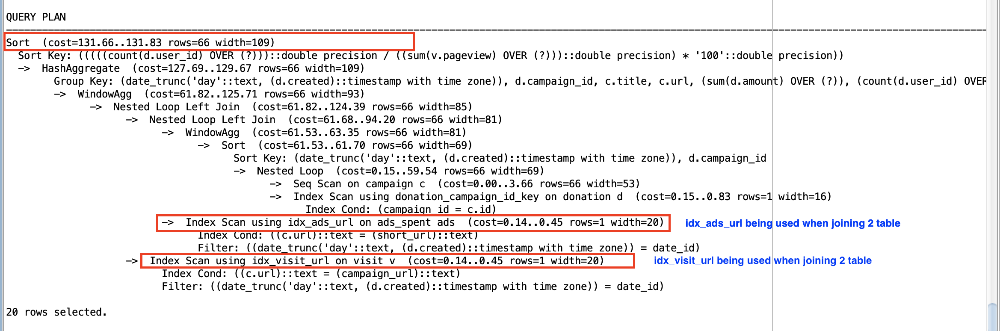 QUERY PLAN
Sort  (cost=131.66..131.83 rows=66 width=109)
Sort Key: (((((count(d.user_id) OVER (?)))::double precision / ((sum(v.pageview) OVER (?)))::double precision) * '100'::double precision))
->  HashAggregate  (cost=127.69..129.67 rows=66 width=109)
Group Key: (date_trunc('day'::text, (d.created)::timestamp with time zone)), d.campaign_id, c.title, c.url, (sum(d.amount) OVER (?)), (count(d.user_id) OVER
->  WindowAgg  (cost=61.82..125.71 rows=66 width=93)
->  Nested Loop Left Join  (cost=61.82..124.39 rows=66 width=85)
->  Nested Loop Left Join  (cost=61.68..94.20 rows=66 width=81)
->  WindowAgg  (cost=61.53..63.35 rows=66 width=81)
->  Sort  (cost=61.53..61.70 rows=66 width=69)
Sort Key: (date_trunc('day'::text, (d.created)::timestamp with time zone)), d.campaign_id
->  Nested Loop  (cost=0.15..59.54 rows=66 width=69)
->  Seq Scan on campaign c  (cost=0.00..3.66 rows=66 width=53)
->  Index Scan using donation_campaign_id_key on donation d  (cost=0.15..0.83 rows=1 width=16)
Index Cond: (campaign_id = c.id)
->  Index Scan using idx_ads_url on ads_spent ads  (cost=0.14..0.45 rows=1 width=20) idx_ads_url being used when joining 2 table
Index Cond: ((c.url)::text = (short_url)::text)
Filter: ((date_trunc('day'::text, (d.created)::timestamp with time zone)) = date_id)
->  Index Scan using idx_visit_url on visit v  (cost=0.14..0.45 rows=1 width=20) idx_visit_url being used when joining 2 table
Index Cond: ((c.url)::text = (campaign_url)::text)
Filter: ((date_trunc('day'::text, (d.created)::timestamp with time zone)) = date_id)
20 rows selected.